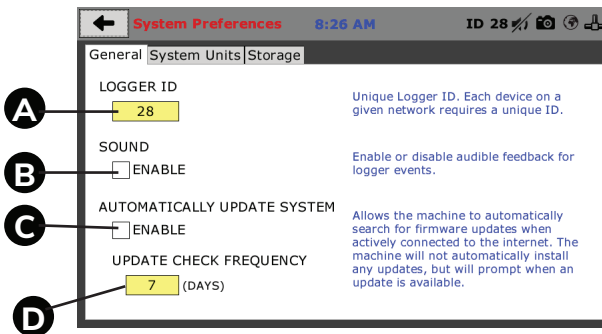 System Preferences 8:26 AM ID 28
General System Units Storage
LOGGER ID
A 28
Unique Logger ID. Each device on a
given network requires a unique ID.
SOUND
B ENABLE
Enable or disable audible feedback for
logger events.
AUTOMATICALLY UPDATE SYSTEM
C ENABLE
Allows the machine to automatically
search for firmware updates when
actively connected to the internet. The
machine will not automatically install
any updates, but will prompt when an
update is available.
UPDATE CHECK FREQUENCY
D 7 (DAYS)